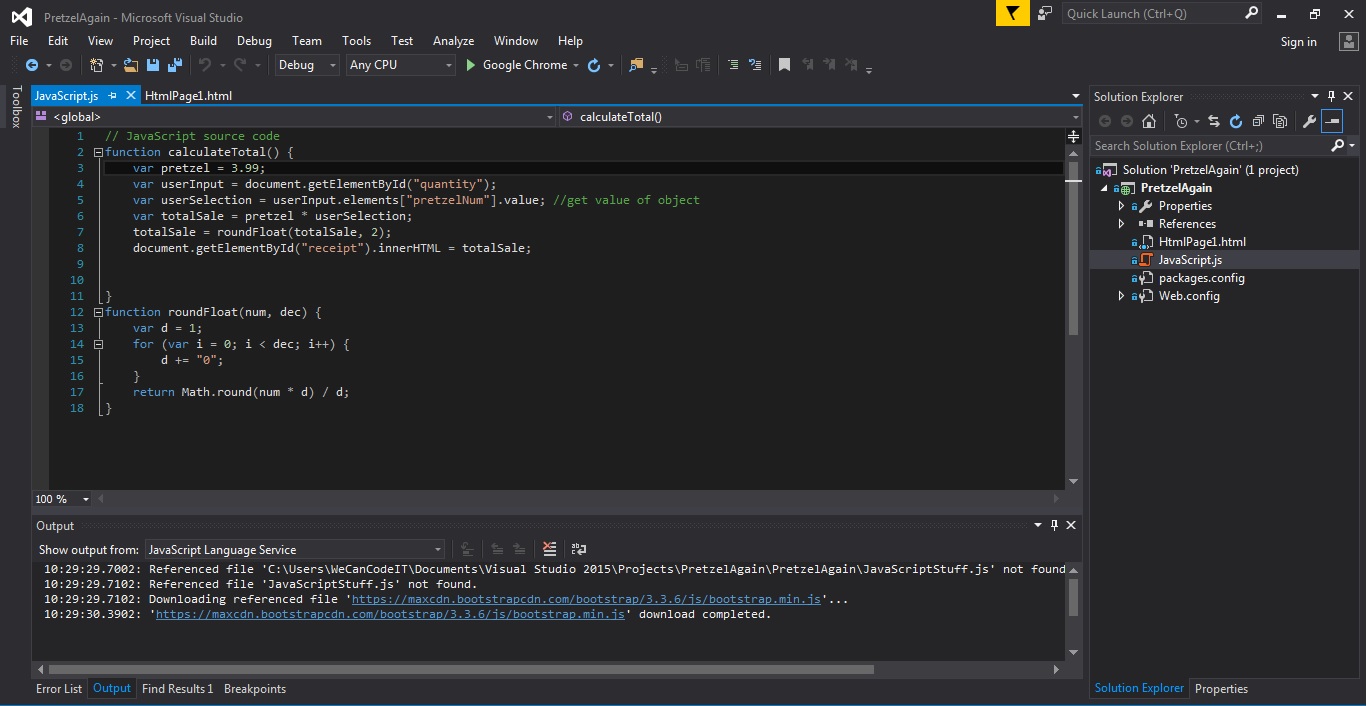 PretzelAgain - Microsoft Visual Studio
Quick Launch (Ctrl+Q)
File Edit View Project Build Debug Team Tools Test Analyze Window Help
Sign in
Debug Any CPU Google Chrome
Toolbox
JavaScript.js HtmlPage1.html
<global> calculateTotal()
1 // JavaScript source code
2 function calculateTotal() {
3 var pretzel = 3.99;
4 var userInput = document.getElementById("quantity");
5 var userSelection = userInput.elements["pretzelNum"].value; //get value of object
6 var totalSale = pretzel * userSelection;
7 totalSale = roundFloat(totalSale, 2);
8 document.getElementById("receipt").innerHTML = totalSale;
9
10
11 }
12 function roundFloat(num, dec) {
13 var d = 1;
14 for (var i = 0; i < dec; i++) {
15 d += "0";
16 }
17 return Math.round(num * d) / d;
18 }
100 %
Output
Show output from: JavaScript Language Service
10:29:29.7002: Referenced file 'C:\Users\WeCanCodeIT\Documents\Visual Studio 2015\Projects\PretzelAgain\PretzelAgain\JavaScriptStuff.js' not found
10:29:29.7102: Referenced file 'JavaScriptStuff.js' not found.
10:29:29.7102: Downloading referenced file 'https://maxcdn.bootstrapcdn.com/bootstrap/3.3.6/js/bootstrap.min.js'...
10:29:30.3902: 'https://maxcdn.bootstrapcdn.com/bootstrap/3.3.6/js/bootstrap.min.js' download completed.
Error List Output Find Results 1 Breakpoints
Solution Explorer
Search Solution Explorer (Ctrl+;)
Solution 'PretzelAgain' (1 project)
PretzelAgain
Properties
References
HtmlPage1.html
JavaScript.js
packages.config
Web.config
Solution Explorer Properties